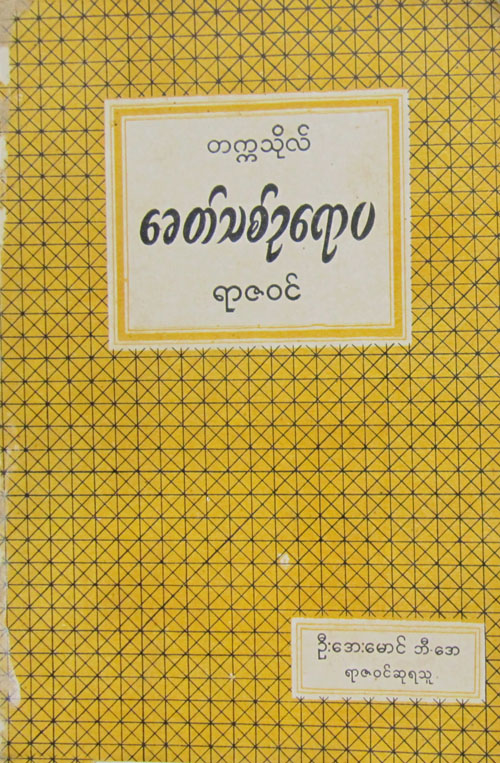 တက္ကသိုလ်
ခေတ်သစ်ဥရောပ
ရာဇဝင်
ဦးအေးမောင် ဘီ.အေ
ရာဇဝင်ဆုရသူ